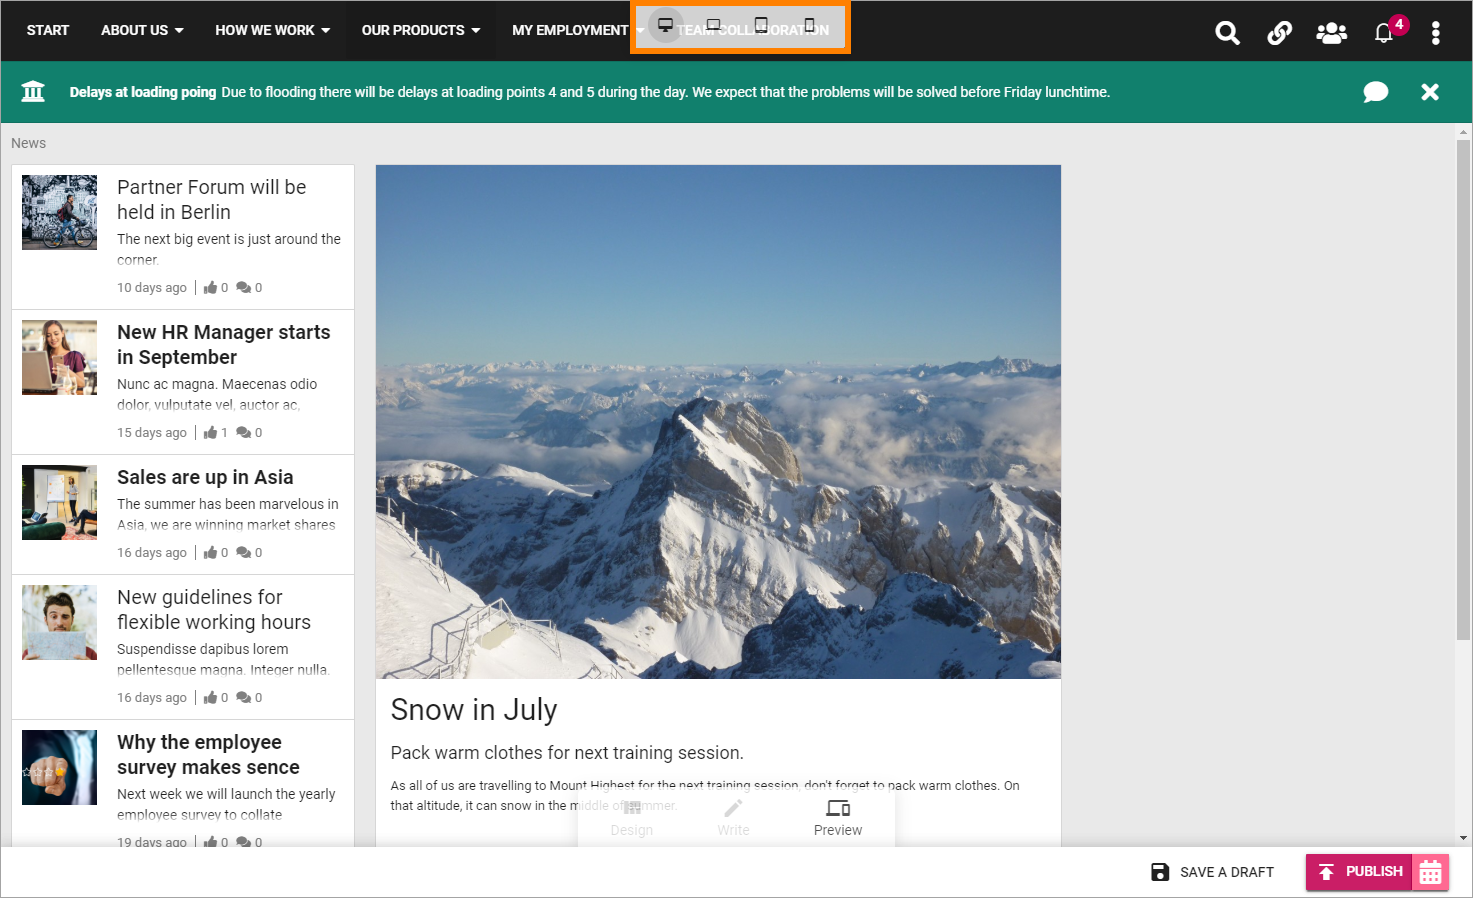 START ABOUT US HOW WE WORK OUR PRODUCTS MY EMPLOYMENT TEAM COLLABORATION 4
Delays at loading poing Due to flooding there will be delays at loading points 4 and 5 during the day. We expect that the problems will be solved before Friday lunchtime.
News
Partner Forum will be
held in Berlin
The next big event is just around the
corner.
10 days ago | 0 0
New HR Manager starts
in September
Nunc ac magna. Maecenas odio
dolor, vulputate vel, auctor ac,
15 days ago | 1 0
Sales are up in Asia
The summer has been marvelous in
Asia, we are winning market shares
16 days ago | 0 0
New guidelines for
flexible working hours
Suspendisse dapibus lorem
pellentesque magna. Integer nulla.
16 days ago | 0 0
Why the employee
survey makes sence
Next week we will launch the yearly
employee survey to collate
19 days ago | 0 0
Snow in July
Pack warm clothes for next training session.
As all of us are travelling to Mount Highest for the next training session, don't forget to pack warm clothes. On
that altitude, it can snow in the middle of summer.
Design Write Preview
SAVE A DRAFT PUBLISH